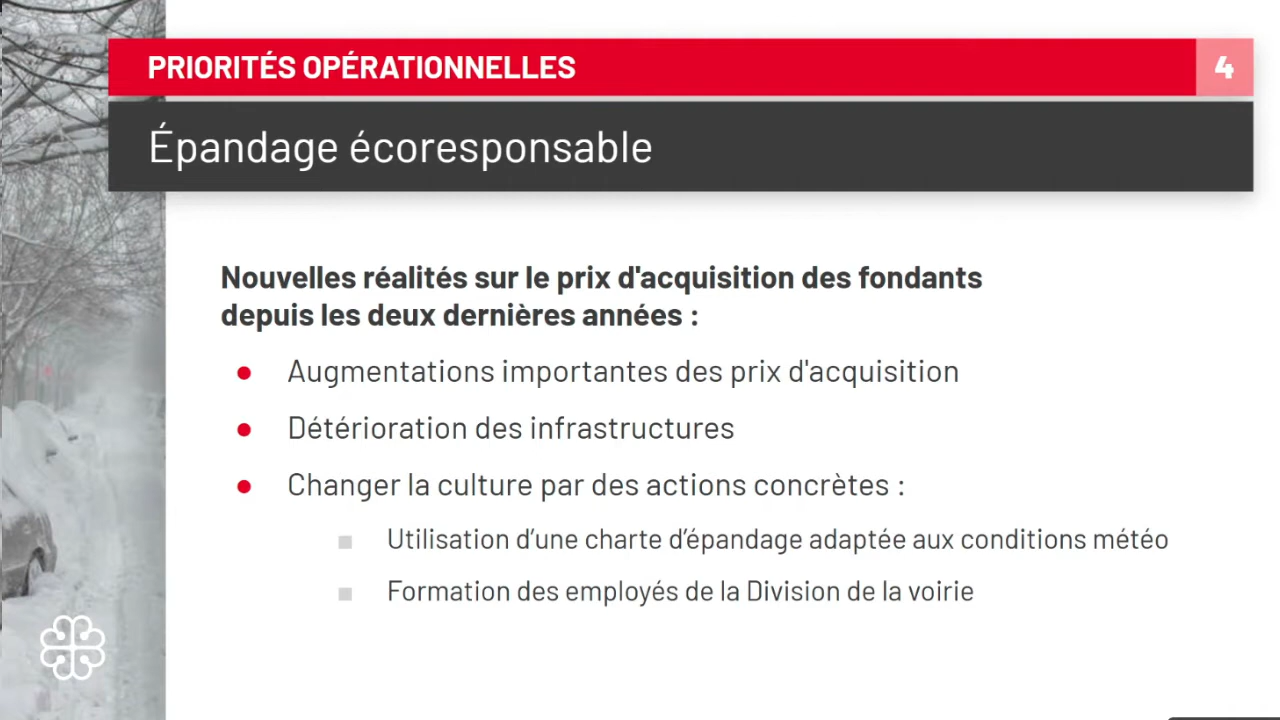 PRIORITÉS OPÉRATIONNELLES
4
Épandage écoresponsable
Nouvelles réalités sur le prix d'acquisition des fondants
depuis les deux dernières années :
● Augmentations importantes des prix d'acquisition
● Détérioration des infrastructures
● Changer la culture par des actions concrètes :
■ Utilisation d’une charte d’épandage adaptée aux conditions météo
■ Formation des employés de la Division de la voirie